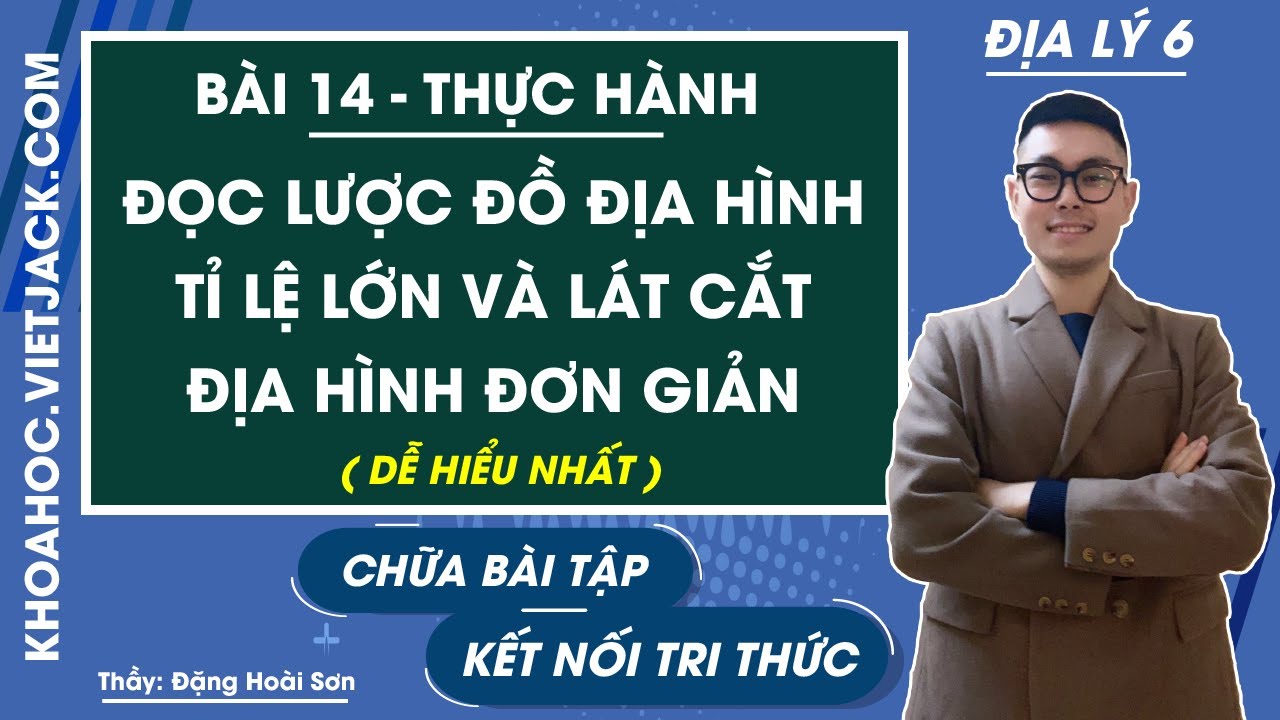 ĐỊA LÝ 6
KHOAHOC.VIETJACK.COM
BÀI 14 - THỰC HÀNH
ĐỌC LƯỢC ĐỒ ĐỊA HÌNH
TỈ LỆ LỚN VÀ LÁT CẮT
ĐỊA HÌNH ĐƠN GIẢN
( DỄ HIỂU NHẤT )
CHỮA BÀI TẬP
KẾT NỐI TRI THỨC
Thầy: Đặng Hoài Sơn